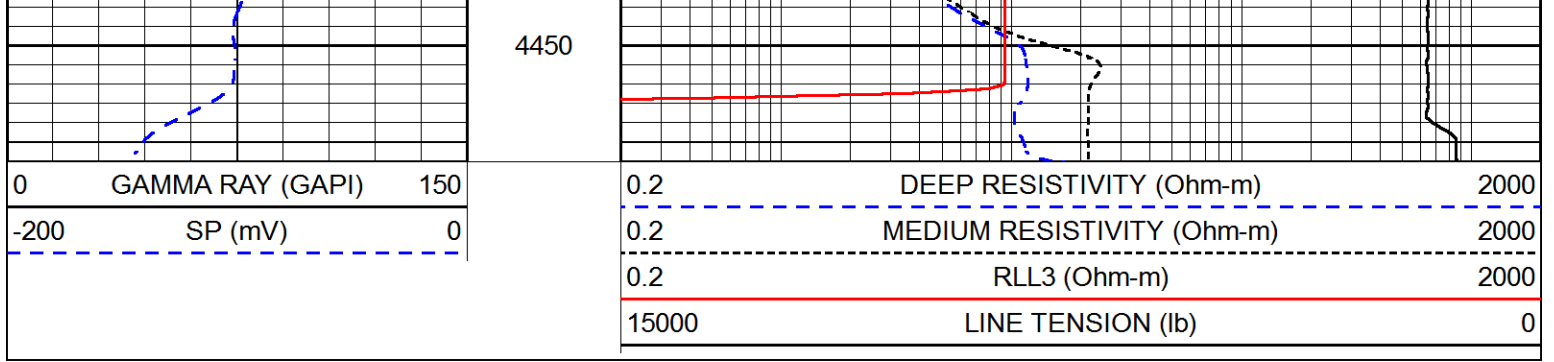 4450
0 GAMMA RAY (GAPI) 150
-200 SP (mV) 0
0.2 DEEP RESISTIVITY (Ohm-m) 2000
0.2 MEDIUM RESISTIVITY (Ohm-m) 2000
0.2 RLL3 (Ohm-m) 2000
15000 LINE TENSION (lb) 0